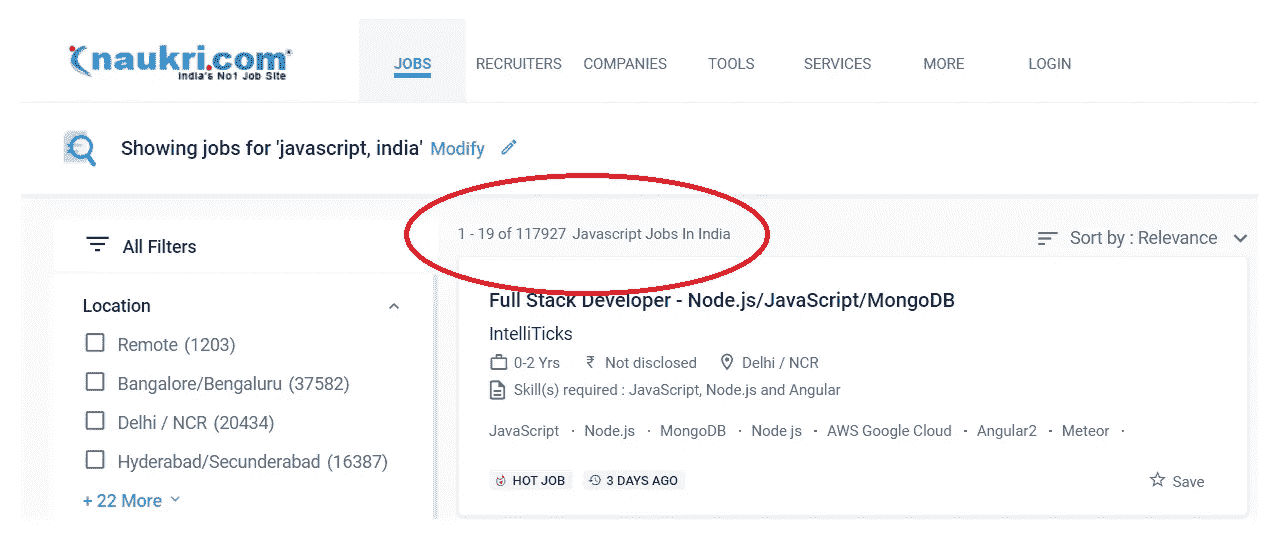 naukri.com
India's No1 Job Site
JOBS RECRUITERS COMPANIES TOOLS SERVICES MORE LOGIN
Showing jobs for 'javascript, india' Modify
1 - 19 of 117927 Javascript Jobs In India
Sort by : Relevance
All Filters
Location
Remote (1203)
Bangalore/Bengaluru (37582)
Delhi / NCR (20434)
Hyderabad/Secunderabad (16387)
+ 22 More
Full Stack Developer - Node.js/JavaScript/MongoDB
IntelliTicks
0-2 Yrs ₹ Not disclosed Delhi / NCR
Skill(s) required : JavaScript, Node.js and Angular
JavaScript · Node.js · MongoDB · Node js · AWS Google Cloud · Angular2 · Meteor ·
HOT JOB 3 DAYS AGO Save